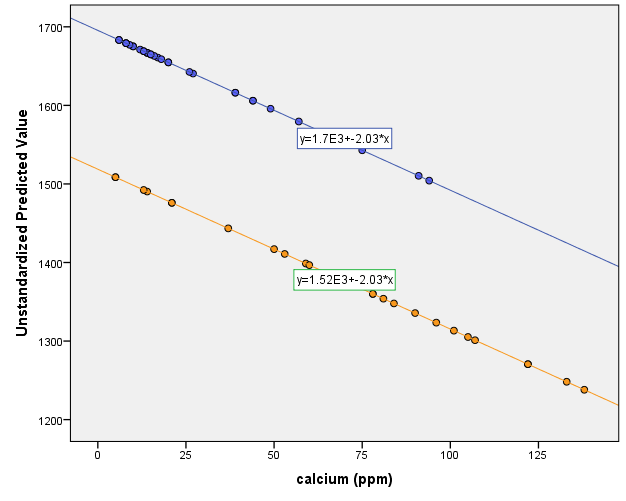 1700
1600
1500
1400
1300
1200
Unstandardized Predicted Value
y=1.7E3+-2.03*x
y=1.52E3+-2.03*x
0 25 50 75 100 125
calcium (ppm)